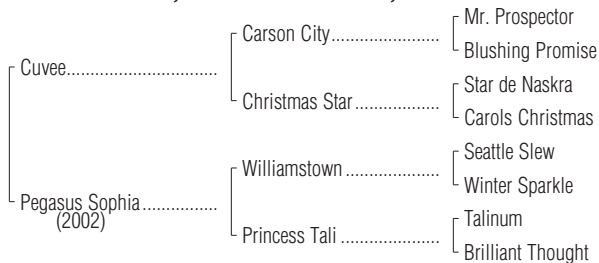 Mr. Prospector
Carson City
Blushing Promise
Cuvee
Star de Naskra
Christmas Star
Carols Christmas
Seattle Slew
Williamstown
Winter Sparkle
Pegasus Sophia
(2002)
Talinum
Princess Tali
Brilliant Thought